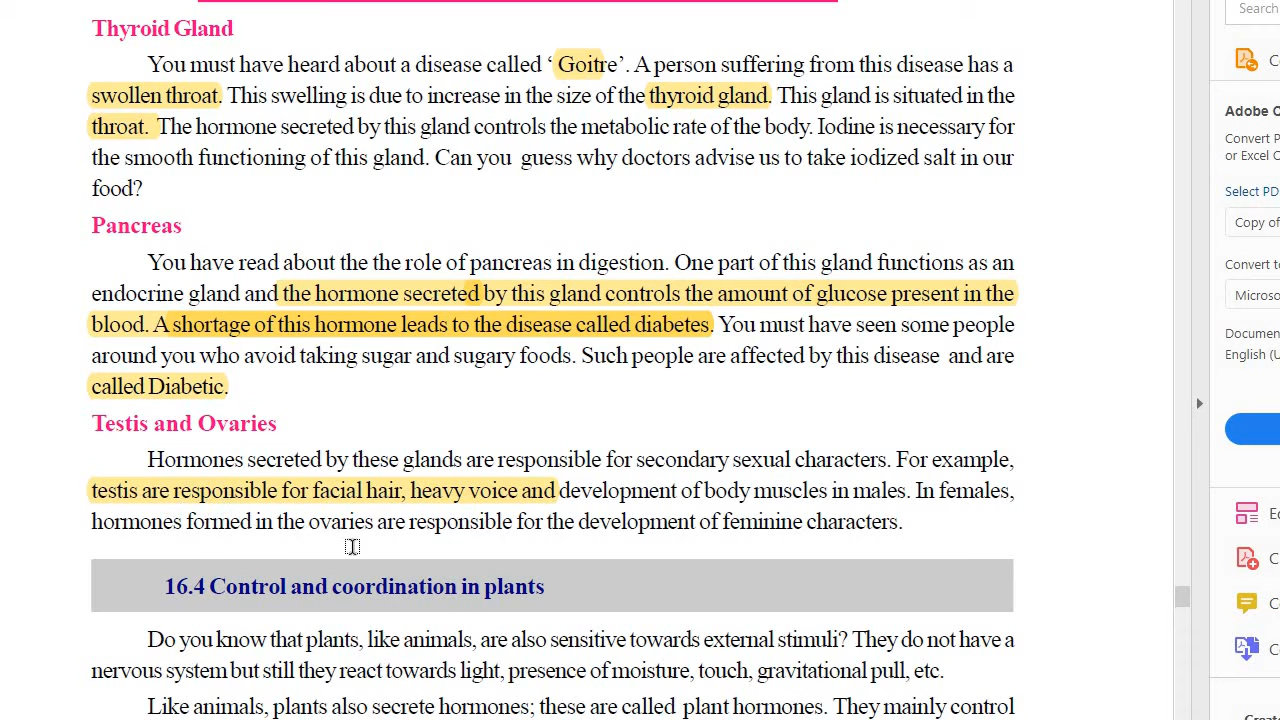 Thyroid Gland
You must have heard about a disease called ‘ Goitre’. A person suffering from this disease has a
swollen throat. This swelling is due to increase in the size of the thyroid gland. This gland is situated in the
throat. The hormone secreted by this gland controls the metabolic rate of the body. Iodine is necessary for
the smooth functioning of this gland. Can you guess why doctors advise us to take iodized salt in our
food?
Pancreas
You have read about the the role of pancreas in digestion. One part of this gland functions as an
endocrine gland and the hormone secreted by this gland controls the amount of glucose present in the
blood. A shortage of this hormone leads to the disease called diabetes. You must have seen some people
around you who avoid taking sugar and sugary foods. Such people are affected by this disease and are
called Diabetic.
Testis and Ovaries
Hormones secreted by these glands are responsible for secondary sexual characters. For example,
testis are responsible for facial hair, heavy voice and development of body muscles in males. In females,
hormones formed in the ovaries are responsible for the development of feminine characters.
16.4 Control and coordination in plants
Do you know that plants, like animals, are also sensitive towards external stimuli? They do not have a
nervous system but still they react towards light, presence of moisture, touch, gravitational pull, etc.
Like animals, plants also secrete hormones; these are called plant hormones. They mainly control
Search
Adobe
Convert P
or Excel
Select PD
Copy of
Convert to
Microso
Documen
English (U